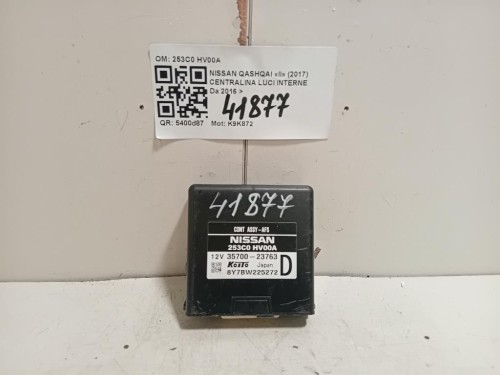 OM: 253C0 HV00A
NISSAN QASHQAI «II» (2017)
CENTRALINA LUCI INTERNE
Da 2016 >
41877
QR: 5400d87 Mot: K9K872
41877
CONT ASSY-AFS
NISSAN
253C0 HV00A
12V 35700-23763
KOITO Japan D
8Y7BW225272